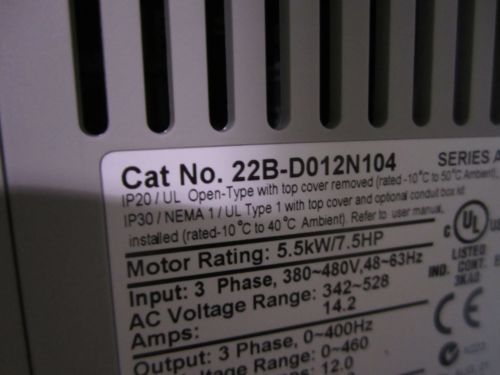 Cat No. 22B-D012N104 SERIES A
IP20 / UL Open-Type with top cover removed (rated -10°C to 50°C Ambient),
IP30 / NEMA 1 / UL Type 1 with top cover and optional conduit box kit
installed (rated-10°C to 40°C Ambient). Refer to user manual.
Motor Rating: 5.5kW/7.5HP
Input: 3 Phase, 380~480V,48~63Hz
AC Voltage Range: 342~528
Amps: 14.2
Output: 3 Phase, 0~400Hz
Voltage Range: 0~460
12.0
C UL
LISTED
IND. CONT.
CE